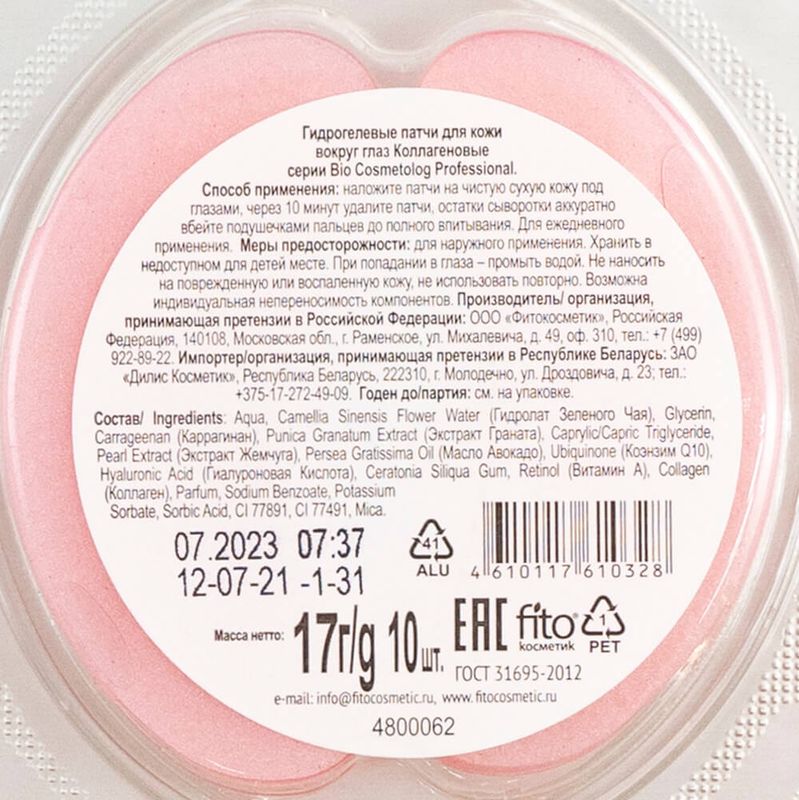 Гидрогелевые патчи для кожи
вокруг глаз Коллагеновые
серии Bio Cosmetolog Professional.
Способ применения: наложите патчи на чистую сухую кожу под
глазами, через 10 минут удалите патчи, остатки сыворотки аккуратно
вбейте подушечками пальцев до полного впитывания. Для ежедневного
применения. Меры предосторожности: для наружного применения. Хранить в
недоступном для детей месте. При попадании в глаза – промыть водой. Не наносить
на поврежденную или воспаленную кожу, не использовать повторно. Возможна
индивидуальная непереносимость компонентов. Производитель/ организация,
принимающая претензии в Российской Федерации: ООО «Фитокосметик», Российская
Федерация, 140108, Московская обл., г. Раменское, ул. Михалевича, д. 49, оф. 310, тел.: +7 (499)
922-89-22. Импортер/организация, принимающая претензии в Республике Беларусь: ЗАО
«Дилис Косметик», Республика Беларусь, 222310, г. Молодечно, ул. Дроздовича, д. 23; тел.:
+375-17-272-49-09. Годен до/партия: см. на упаковке.
Состав/ Ingredients: Aqua, Camellia Sinensis Flower Water (Гидролат Зеленого Чая), Glycerin,
Carrageenan (Каррагинан), Punica Granatum Extract (Экстракт Граната), Caprylic/Capric Triglyceride,
Pearl Extract (Экстракт Жемчуга), Persea Gratissima Oil (Масло Авокадо), Ubiquinone (Коэнзим Q10),
Hyaluronic Acid (Гиалуроновая Кислота), Ceratonia Siliqua Gum, Retinol (Витамин А), Collagen
(Коллаген), Parfum, Sodium Benzoate, Potassium
Sorbate, Sorbic Acid, CI 77891, CI 77491, Mica.
07.2023 07:37
12-07-21 -1-31
41
ALU
4 610117 610328
Масса нетто: 17г/g 10шт.
EAC
fito®
косметик
1
PET
ГОСТ 31695-2012
e-mail: info@fitocosmetic.ru, www.fitocosmetic.ru
4800062